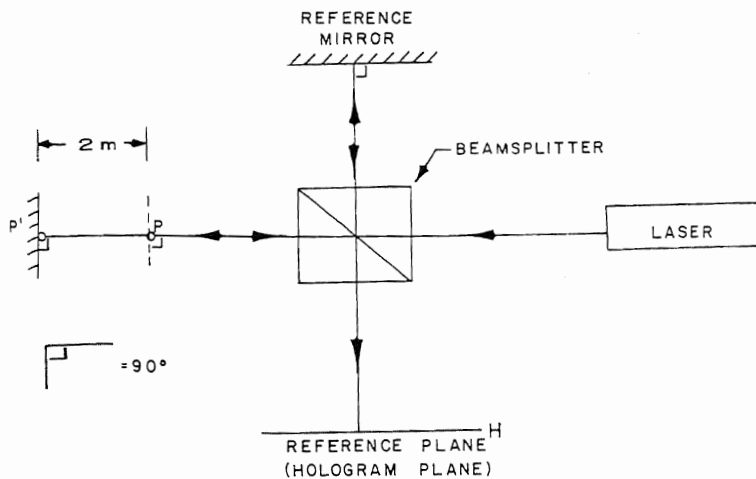 REFERENCE
MIRROR
2 m
BEAMSPLITTER
P'
P
LASER
=90°
H
REFERENCE PLANE
(HOLOGRAM PLANE)